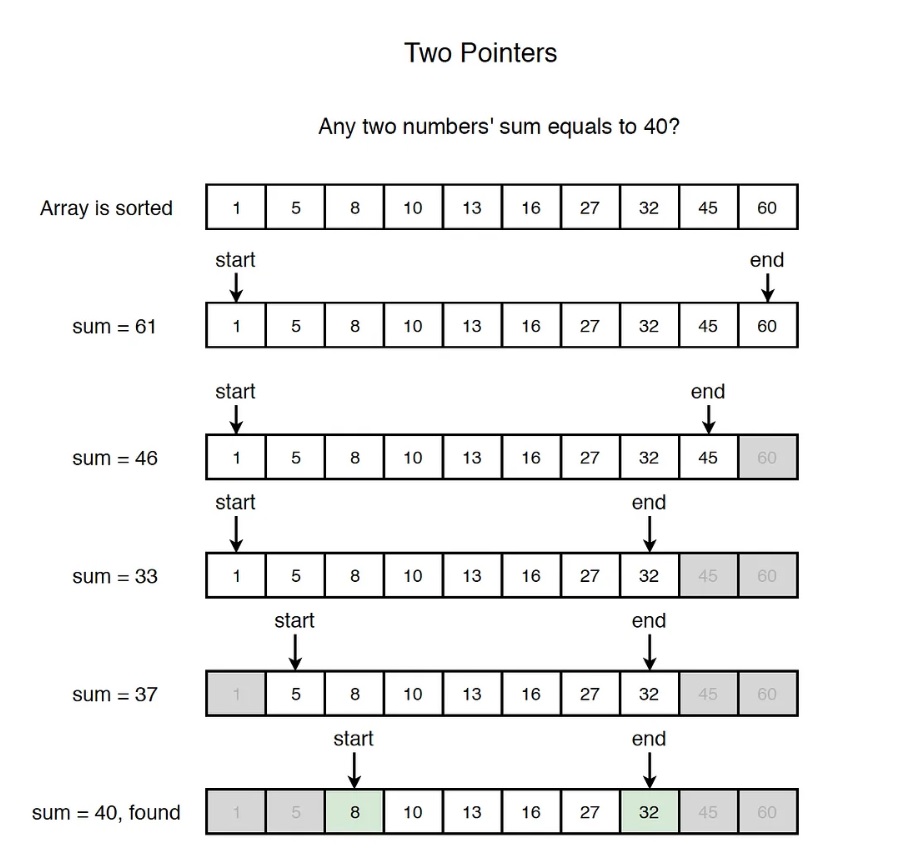 Two Pointers
Any two numbers' sum equals to 40?
Array is sorted 1 5 8 10 13 16 27 32 45 60
start end
sum = 61 1 5 8 10 13 16 27 32 45 60
start end
sum = 46 1 5 8 10 13 16 27 32 45 60
start end
sum = 33 1 5 8 10 13 16 27 32 45 60
start end
sum = 37 1 5 8 10 13 16 27 32 45 60
start end
sum = 40, found 1 5 8 10 13 16 27 32 45 60